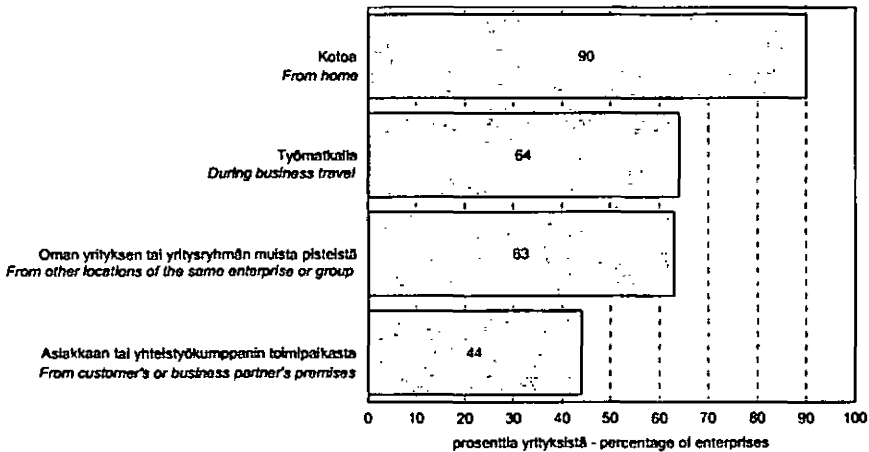 Kotoa
From home
90
Työmatkalla
During business travel
64
Oman yrityksen tai yritysryhmän muista pisteistä
From other locations of the same enterprise or group
63
Asiakkaan tai yhteistyökumppanin toimipaikasta
From customer's or business partner's premises
44
0 10 20 30 40 50 60 70 80 90 100
prosenttia yrityksistä - percentage of enterprises